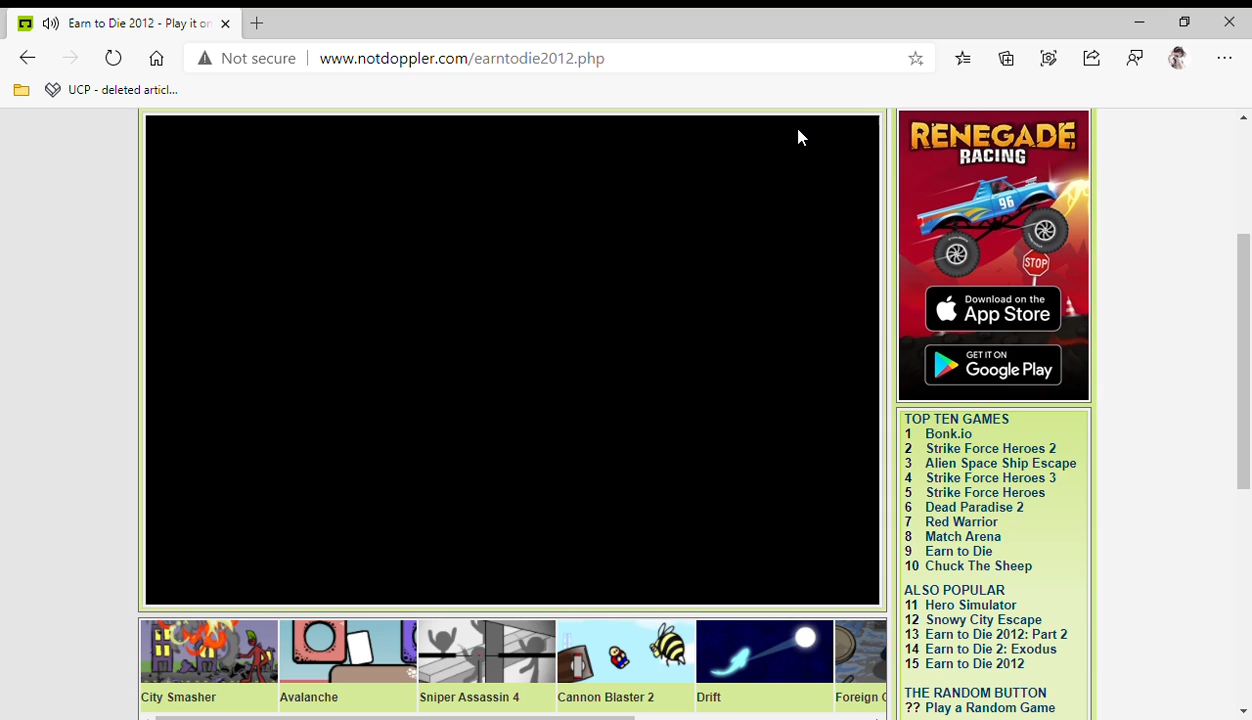 Earn to Die 2012 - Play it on
Not secure
www.notdoppler.com/earntodie2012.php
UCP - deleted articl...
RENEGADE
RACING
96
STOP
Download on the
App Store
GET IT ON
Google Play
TOP TEN GAMES
1 Bonk.io
2 Strike Force Heroes 2
3 Alien Space Ship Escape
4 Strike Force Heroes 3
5 Strike Force Heroes
6 Dead Paradise 2
7 Red Warrior
8 Match Arena
9 Earn to Die
10 Chuck The Sheep
ALSO POPULAR
11 Hero Simulator
12 Snowy City Escape
13 Earn to Die 2012: Part 2
14 Earn to Die 2: Exodus
15 Earn to Die 2012
THE RANDOM BUTTON
?? Play a Random Game
City Smasher
Avalanche
Sniper Assassin 4
Cannon Blaster 2
Drift
Foreign